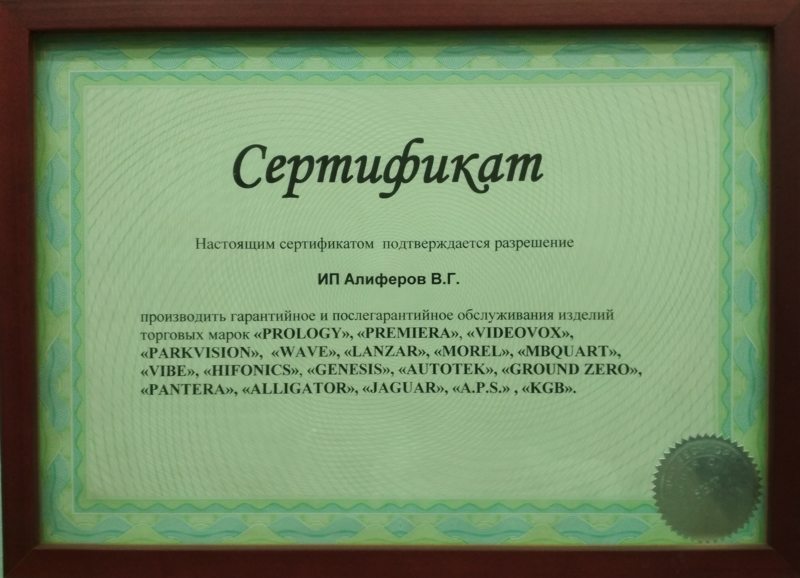 Сертификат
Настоящим сертификатом подтверждается разрешение
ИП Алиферов В.Г.
производить гарантийное и послегарантийное обслуживания изделий
торговых марок «PROLOGY», «PREMIERA», «VIDEOVOX»,
«PARKVISION», «WAVE», «LANZAR», «MOREL», «MBQUART»,
«VIBE», «HIFONICS», «GENESIS», «AUTOTEK», «GROUND ZERO»,
«PANTERA», «ALLIGATOR», «JAGUAR», «A.P.S.» , «KGB».